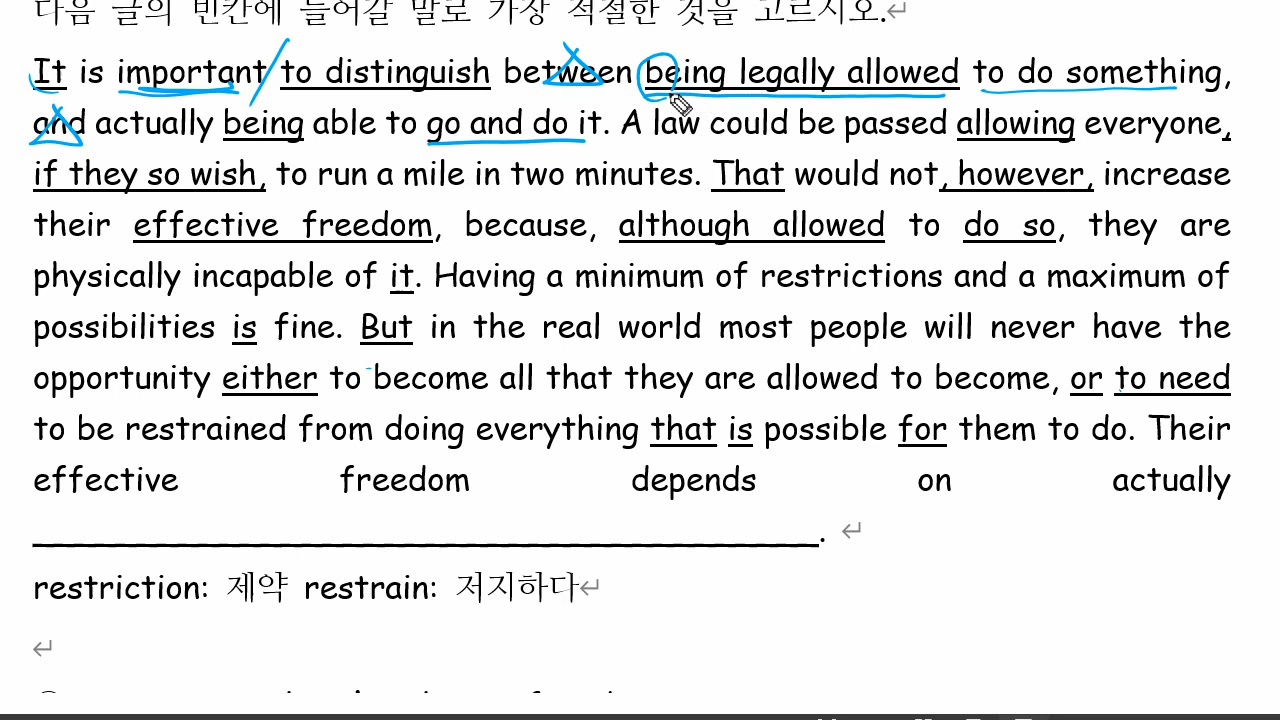 다음 글의 빈칸에 들어갈 말로 가장 적절한 것을 고르시오.
It is important to distinguish between being legally allowed to do something,
and actually being able to go and do it. A law could be passed allowing everyone,
if they so wish, to run a mile in two minutes. That would not, however, increase
their effective freedom, because, although allowed to do so, they are
physically incapable of it. Having a minimum of restrictions and a maximum of
possibilities is fine. But in the real world most people will never have the
opportunity either to become all that they are allowed to become, or to need
to be restrained from doing everything that is possible for them to do. Their
effective freedom depends on actually
________________________________________.
restriction: 제약 restrain: 저지하다